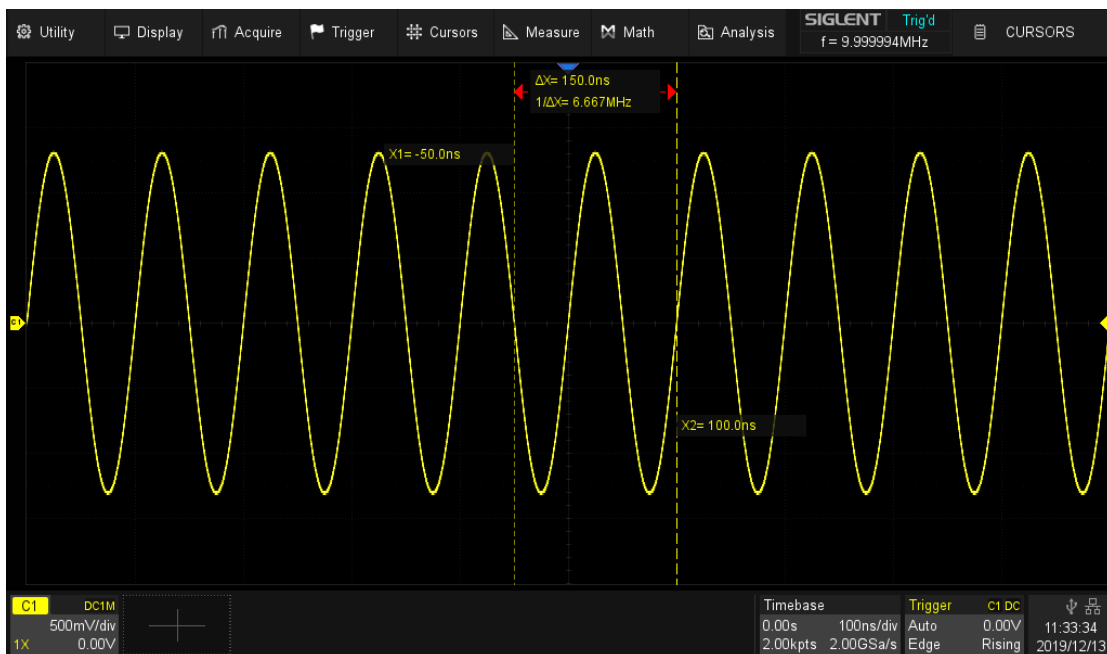 Utility Display Acquire Trigger Cursors Measure Math Analysis SIGLENT Trig'd CURSORS
f = 9.999994MHz
ΔX= 150.0ns
1/ΔX= 6.667MHz
X1= -50.0ns
C1
X2= 100.0ns
C1 DC1M Timebase Trigger C1 DC
500mV/div 0.00s 100ns/div Auto 0.00V 11:33:34
1X 0.00V 2.00kpts 2.00GSa/s Edge Rising 2019/12/13